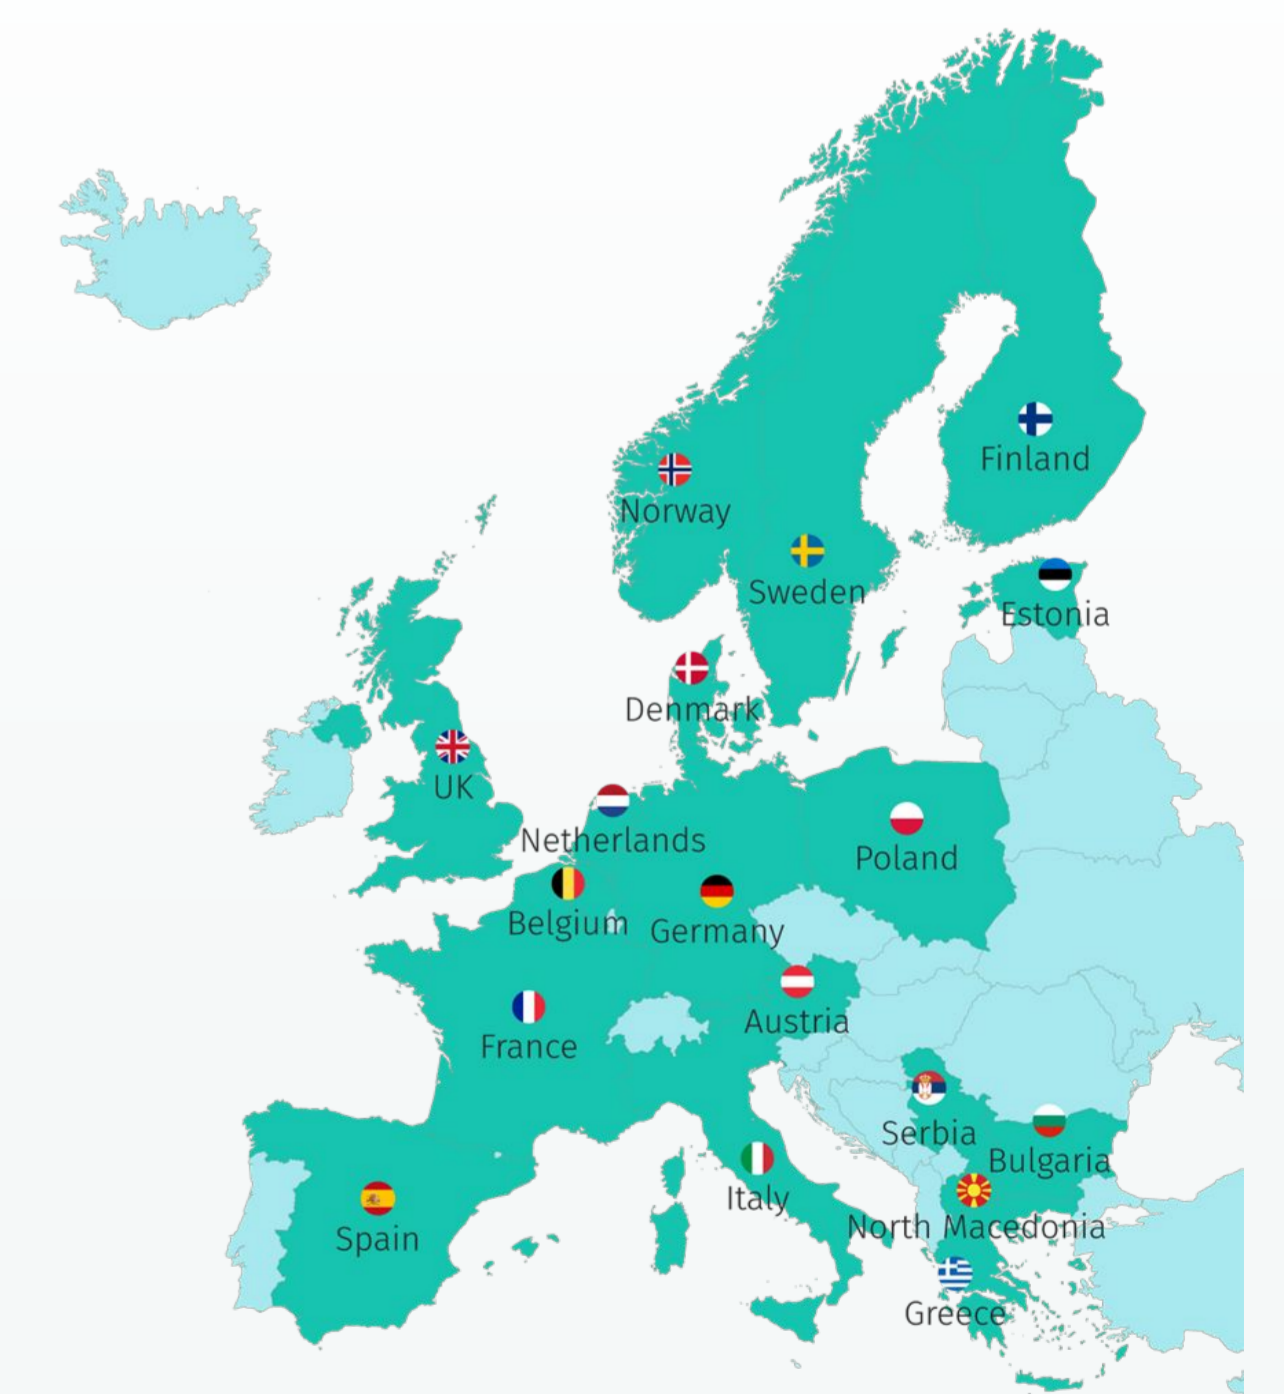 Finland
Norway
Sweden
Estonia
Denmark
UK
Netherlands
Poland
Belgium
Germany
Austria
France
Serbia
Bulgaria
Italy
North Macedonia
Spain
Greece